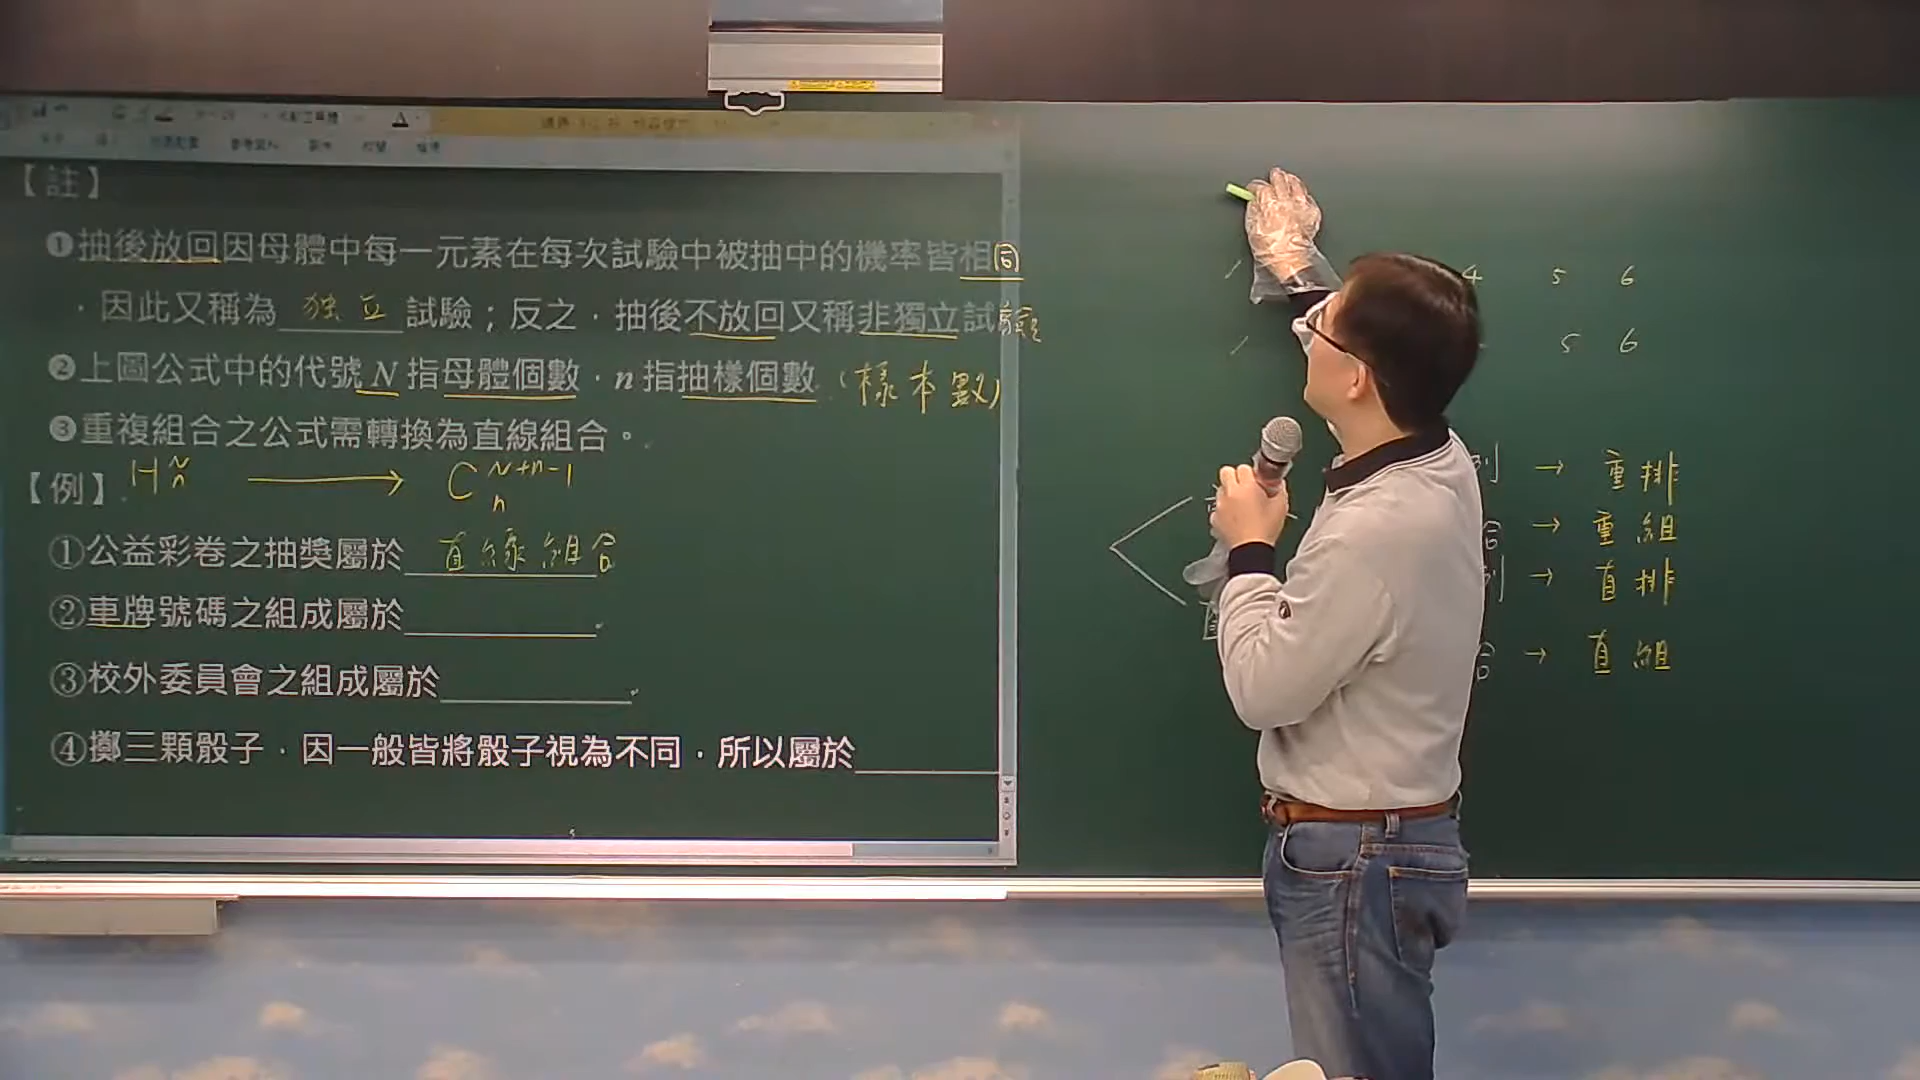 【註】
❶抽後放回因母體中每一元素在每次試驗中被抽中的機率皆相同
，因此又稱為 独立 試驗；反之，抽後不放回又稱非獨立試驗
❷上圖公式中的代號 N 指母體個數，n 指抽樣個數（樣本數）
❸重複組合之公式需轉換為直線組合。
【例】 H N n → C N+n-1 n
①公益彩卷之抽獎屬於 直線組合
②車牌號碼之組成屬於
③校外委員會之組成屬於
④擲三顆骰子，因一般皆將骰子視為不同，所以屬於
1 4 5 6
1 5 6
列 → 重排
合 → 重組
列 → 直排
合 → 直組